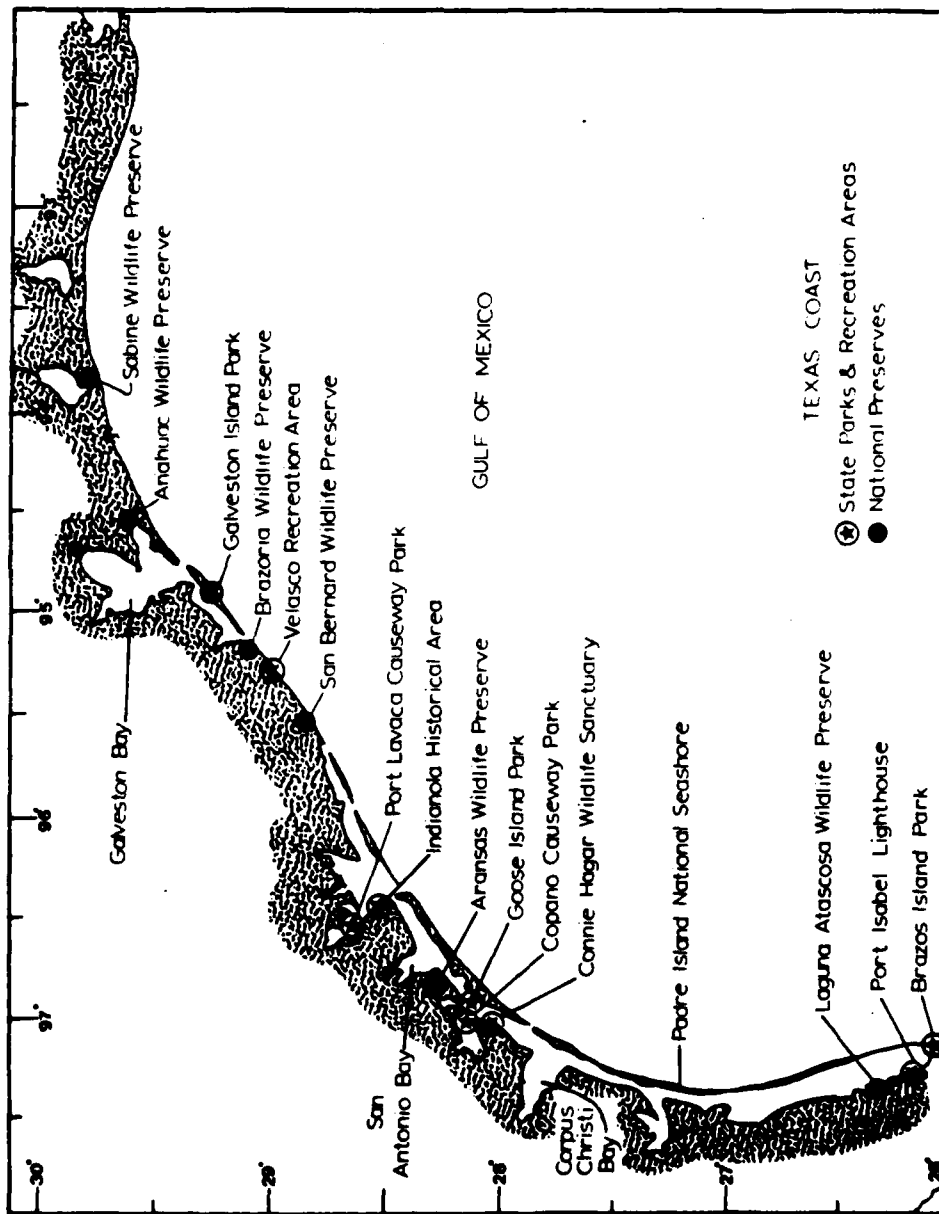 30°
29°
28°
27°
26°
97°
96°
95°
93°
Galveston Bay
San
Antonio Bay
Corpus
Christi
Bay
Sabine Wildlife Preserve
Anahuac Wildlife Preserve
Galveston Island Park
Brazoria Wildlife Preserve
Velasco Recreation Area
San Bernard Wildlife Preserve
Port Lavaca Causeway Park
Indianola Historical Area
Aransas Wildlife Preserve
Goose Island Park
Copano Causeway Park
Connie Hagar Wildlife Sanctuary
Padre Island National Seashore
Laguna Atascosa Wildlife Preserve
Port Isabel Lighthouse
Brazos Island Park
GULF OF MEXICO
TEXAS COAST
State Parks & Recreation Areas
National Preserves